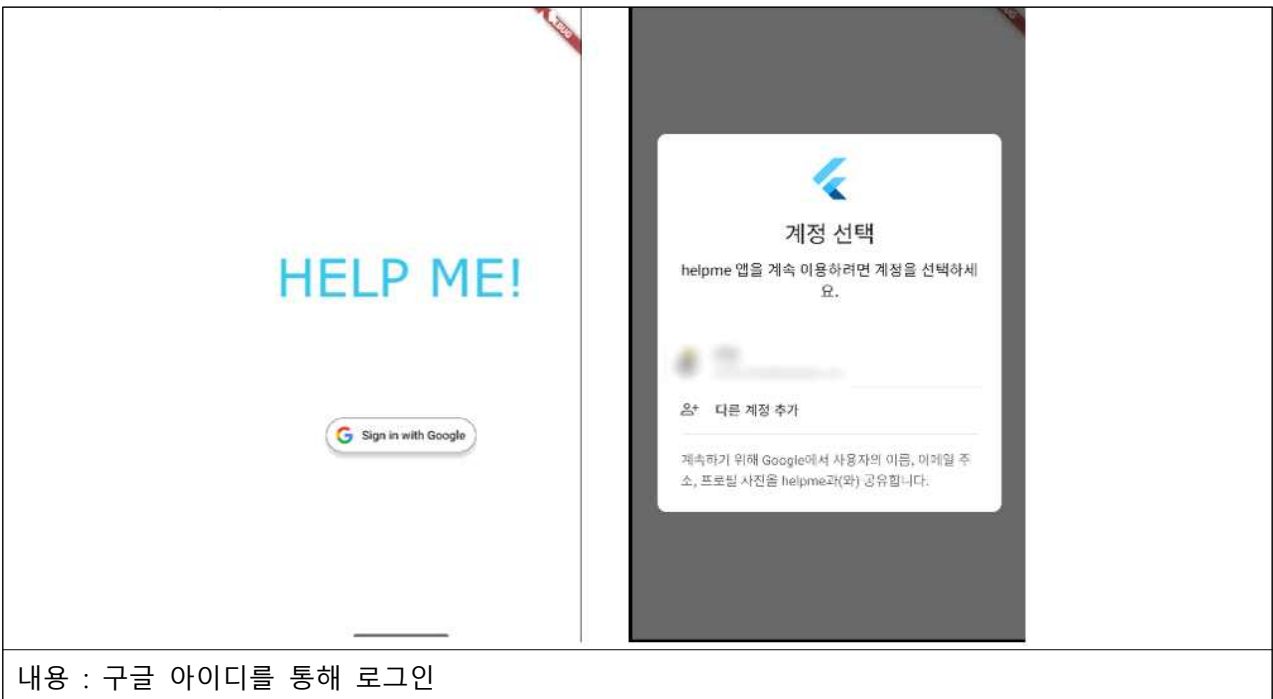 BUG
HELP ME!
Sign in with Google
계정 선택
helpme 앱을 계속 이용하려면 계정을 선택하세
요.
다른 계정 추가
계속하기 위해 Google에서 사용자의 이름, 이메일 주
소, 프로필 사진을 helpme과(와) 공유합니다.
내용 : 구글 아이디를 통해 로그인